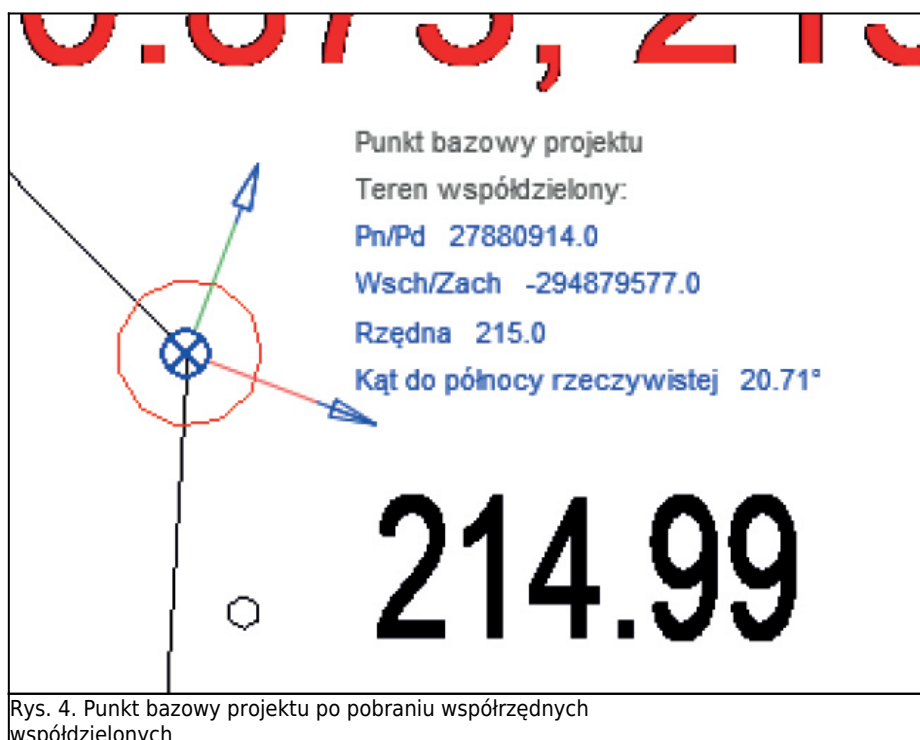 Punkt bazowy projektu
Teren współdzielony:
Pn/Pd 27880914.0
Wsch/Zach -294879577.0
Rzędna 215.0
Kąt do północy rzeczywistej 20.71°
214.99
Rys. 4. Punkt bazowy projektu po pobraniu współrzędnych
współdzielonych